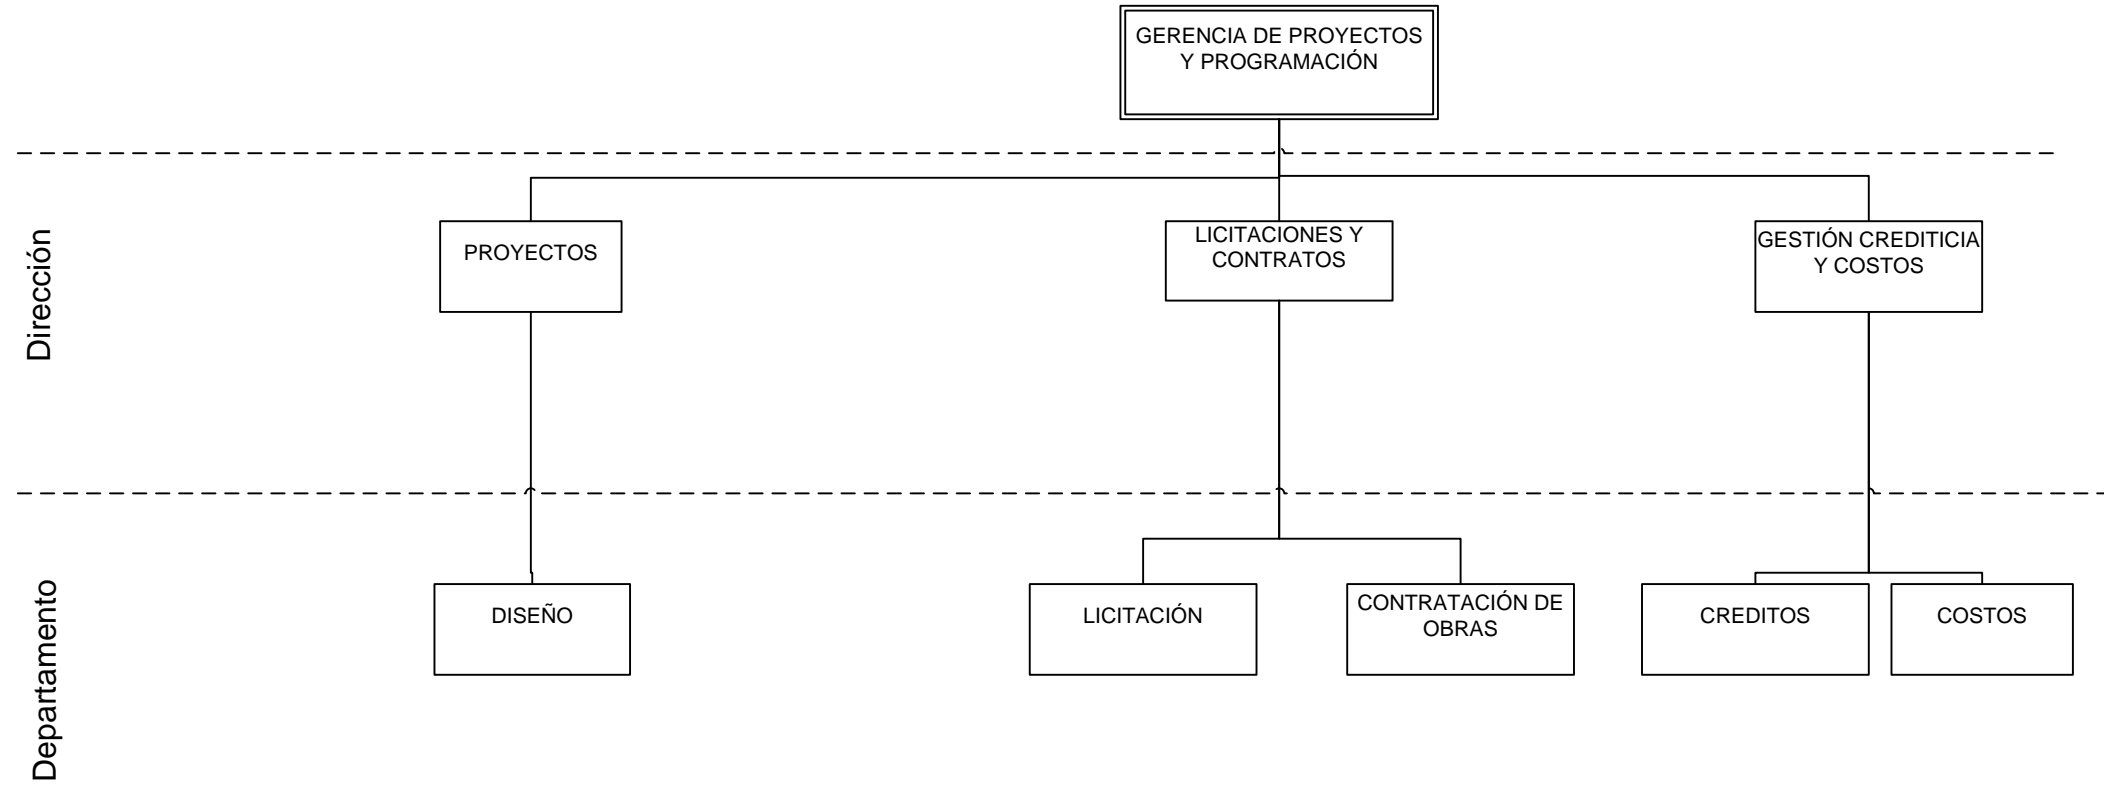 GERENCIA DE PROYECTOS
Y PROGRAMACIÓN
Dirección
PROYECTOS
LICITACIONES Y
CONTRATOS
GESTIÓN CREDITICIA
Y COSTOS
Departamento
DISEÑO
LICITACIÓN
CONTRATACIÓN DE
OBRAS
CREDITOS
COSTOS